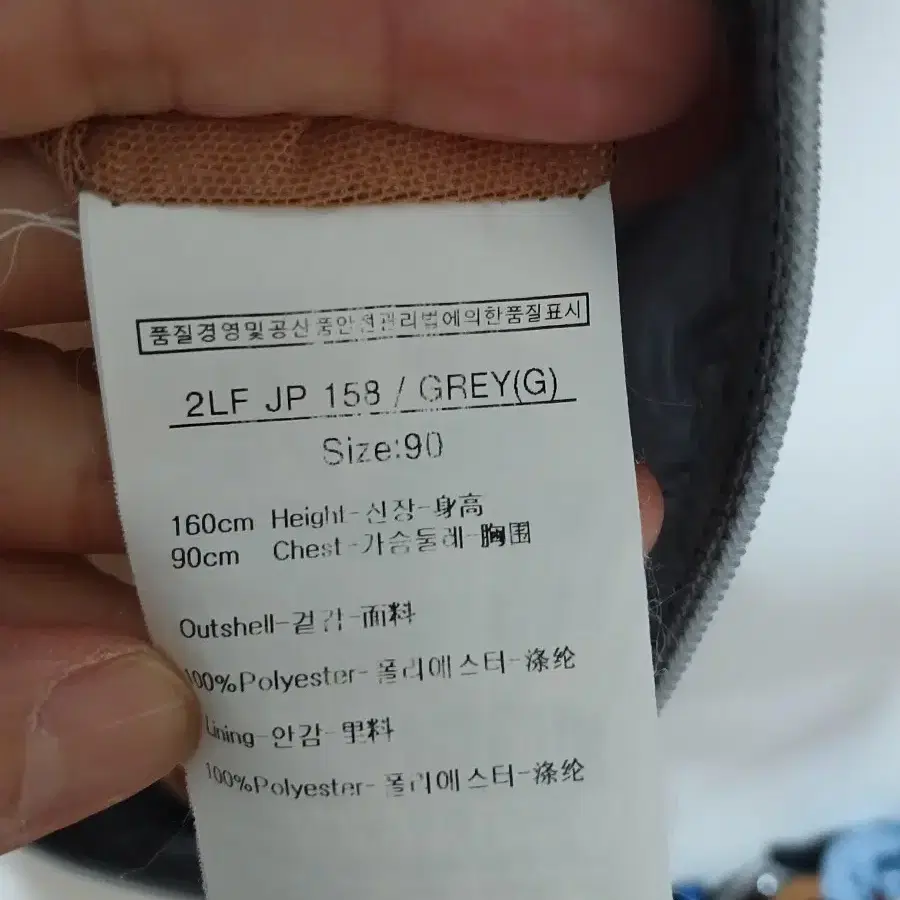 품질경영및공산품안전관리법에의한품질표시
2LF JP 158 / GREY(G)
Size:90
160cm Height-신장-身高
90cm Chest-가슴둘레-胸围
Outshell-겉감-面料
100%Polyester-폴리에스터-涤纶
Lining-안감-里料
100%Polyester-폴리에스터-涤纶